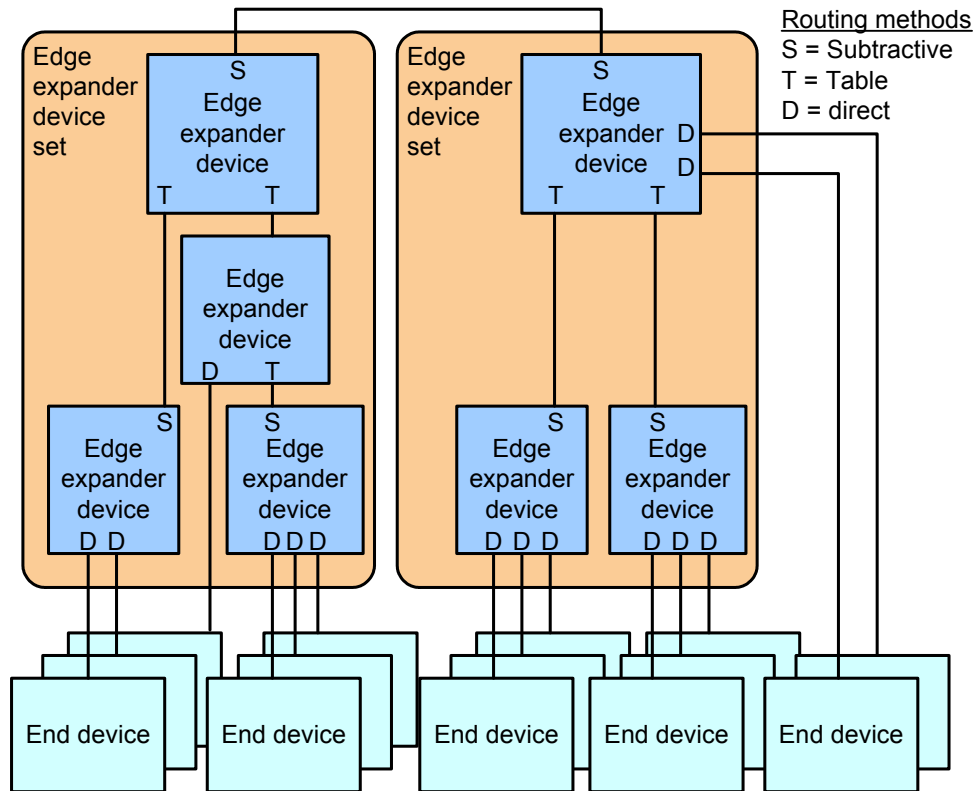 Edge
expander
device
set
S
Edge
expander
device
T T
Edge
expander
device
D T
S
Edge
expander
device
D D
S
Edge
expander
device
D D D
Edge
expander
device
set
S
Edge
expander
device
D
D
T T
S
Edge
expander
device
D D D
S
Edge
expander
device
D D D
Routing methods
S = Subtractive
T = Table
D = direct
End device
End device
End device
End device
End device